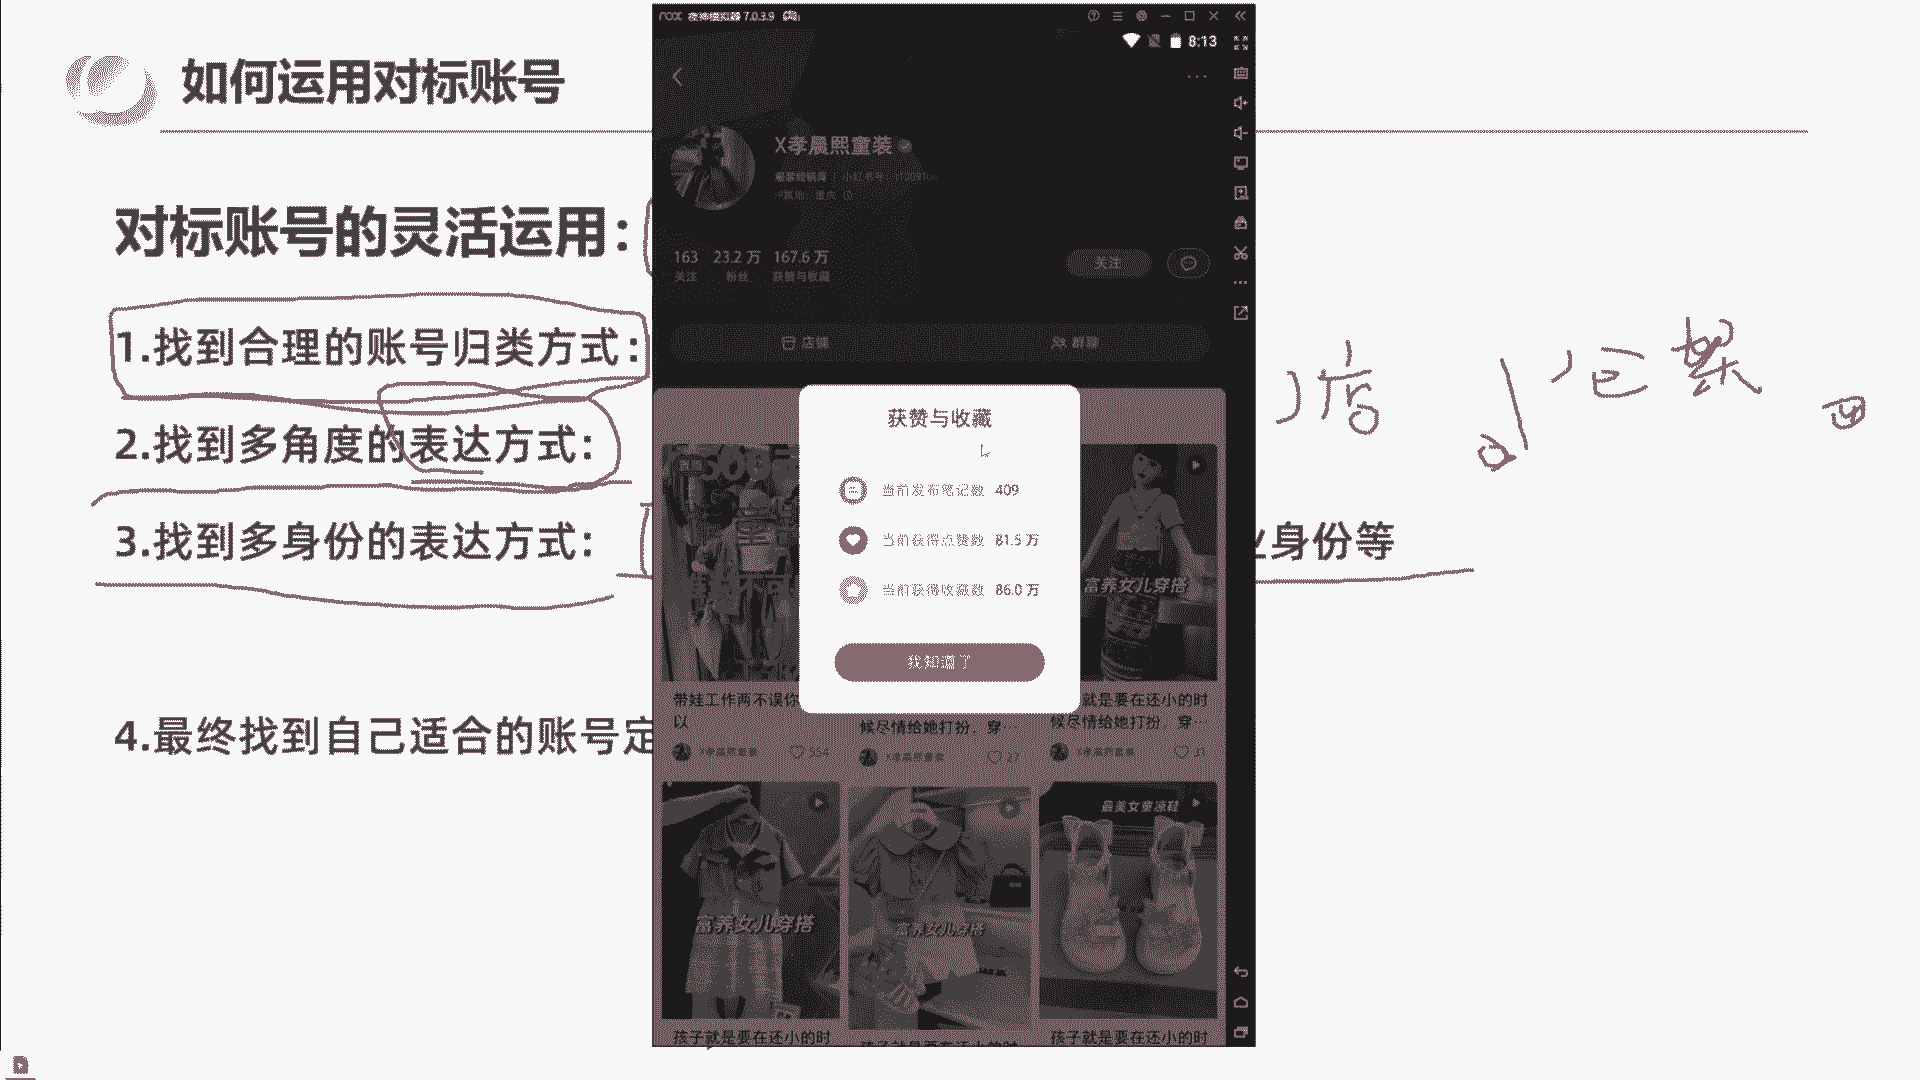 如何运用对标账号
对标账号的灵活运用：
1.找到合理的账号归类方式：
2.找到多角度的表达方式：
3.找到多身份的表达方式：
业身份等
4.最终找到自己适合的账号定
nox 夜神模拟器 7.0.3.9
8:13
X孝晨熙童装
小红书号：
IP属地：重庆
163 23.2 万 167.6 万
关注 粉丝 获赞与收藏
关注
店铺 群聊
获赞与收藏
当前发布笔记数 409
当前获得点赞数 81.5 万
当前获得收藏数 86.0 万
我知道了
富养女儿穿搭
带娃工作两不误你
以
X孝晨熙童装 554
候尽情给她打扮，穿…
X孝晨熙童装 27
就是要在还小的时
候尽情给她打扮，穿…
X孝晨熙童装 31
富养女儿穿搭
富养女儿穿搭
最美女童凉鞋
孩子就是要在还小的时
孩子就是要在还小的时
孩子就是要在还小的时
店